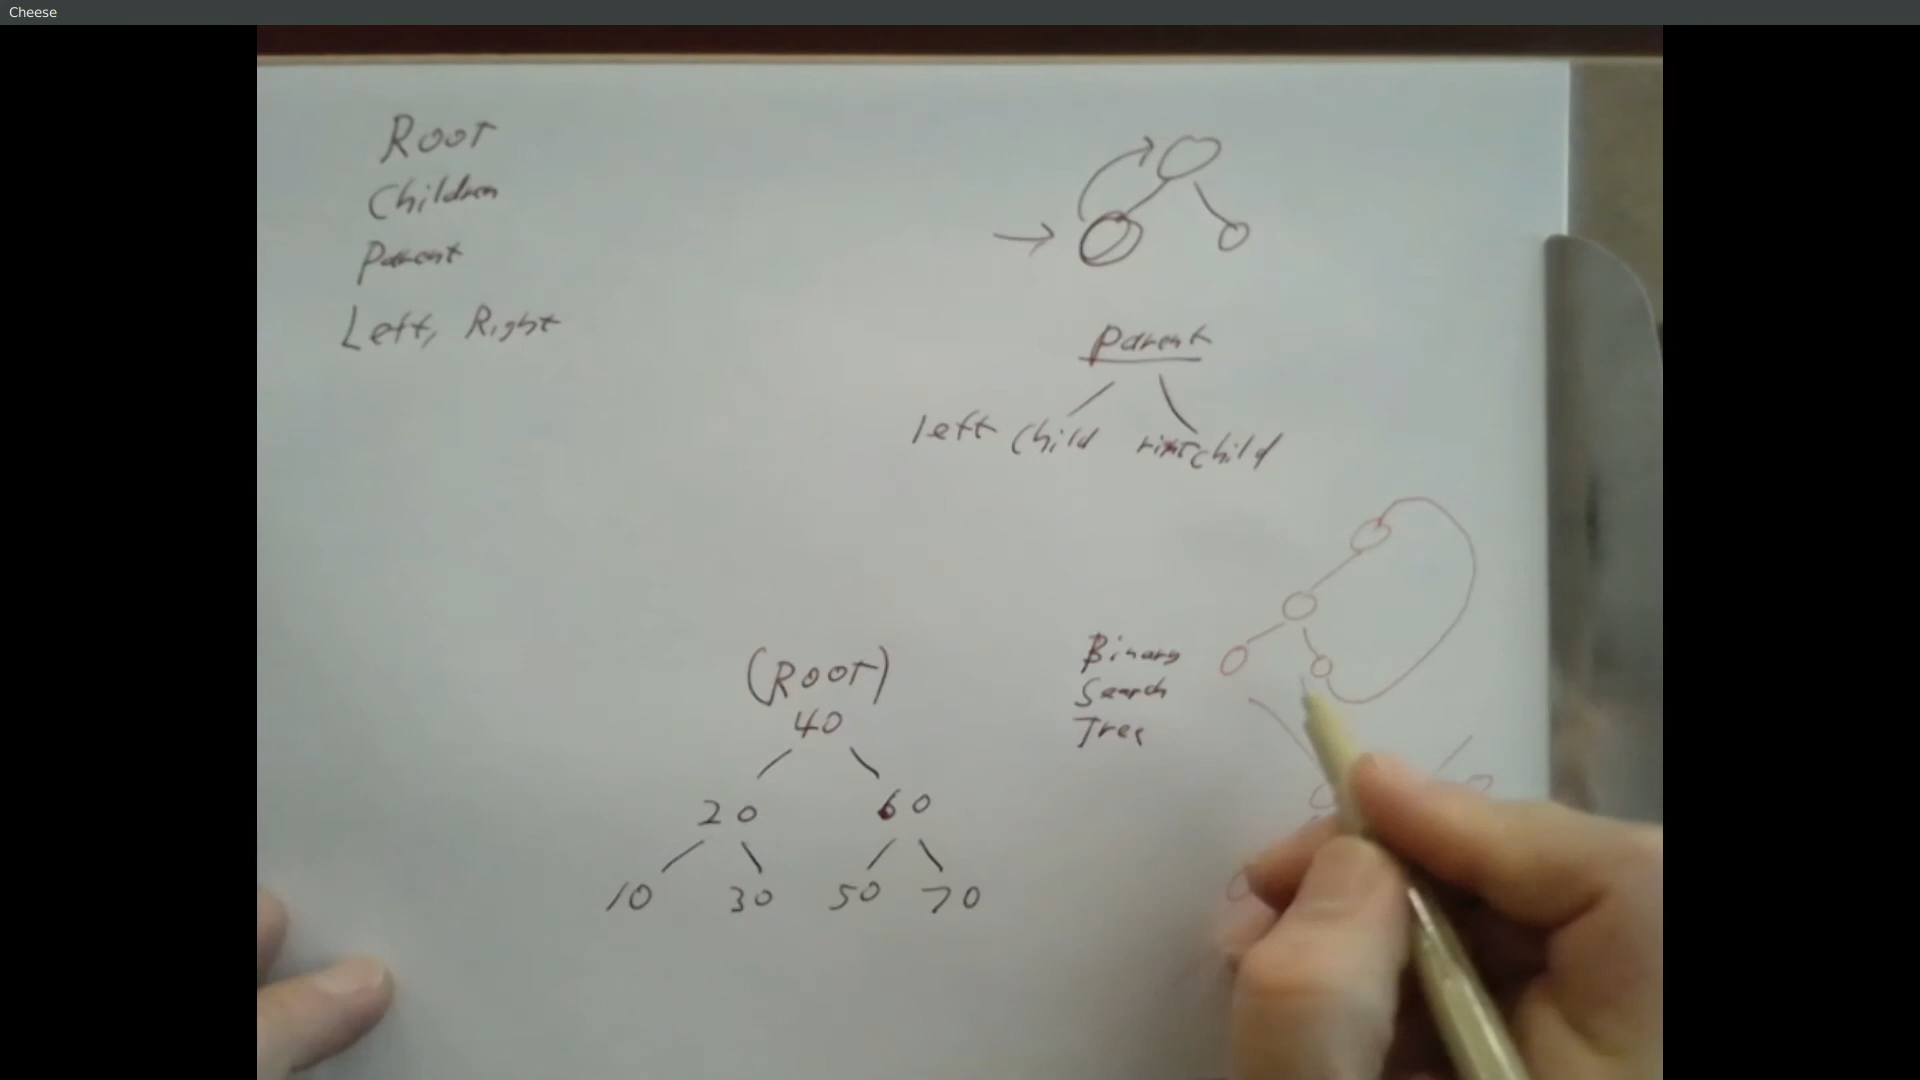 Cheese
Root
Children
Parent
Left, Right
Parent
left child
child
(Root)
40
20 60
10 30 50 70
Binary
Search
Tree